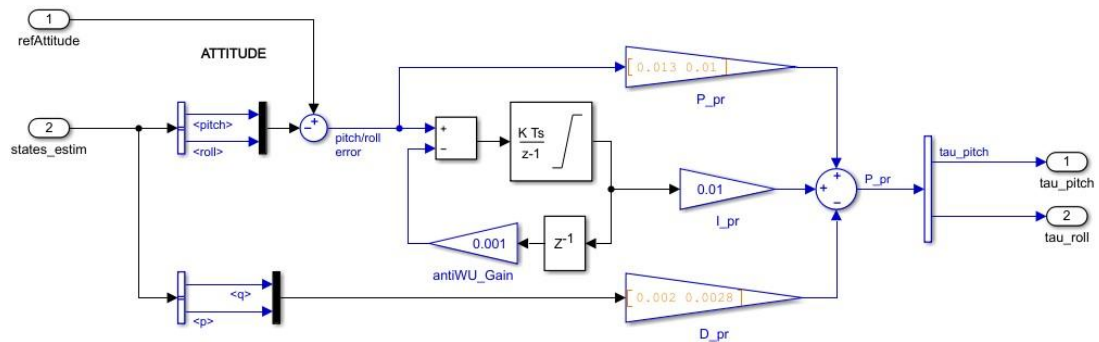 1
refAttitude
ATTITUDE
[ 0.013 0.01 ]
P_pr
2
states_estim
<pitch>
<roll>
− +
pitch/roll
error
+
−
K Ts
z-1
+
+
−
0.01
I_pr
P_pr
tau_pitch
1
tau_pitch
2
tau_roll
0.001
antiWU_Gain
Z-1
<q>
<p>
[ 0.002 0.0028 ]
D_pr